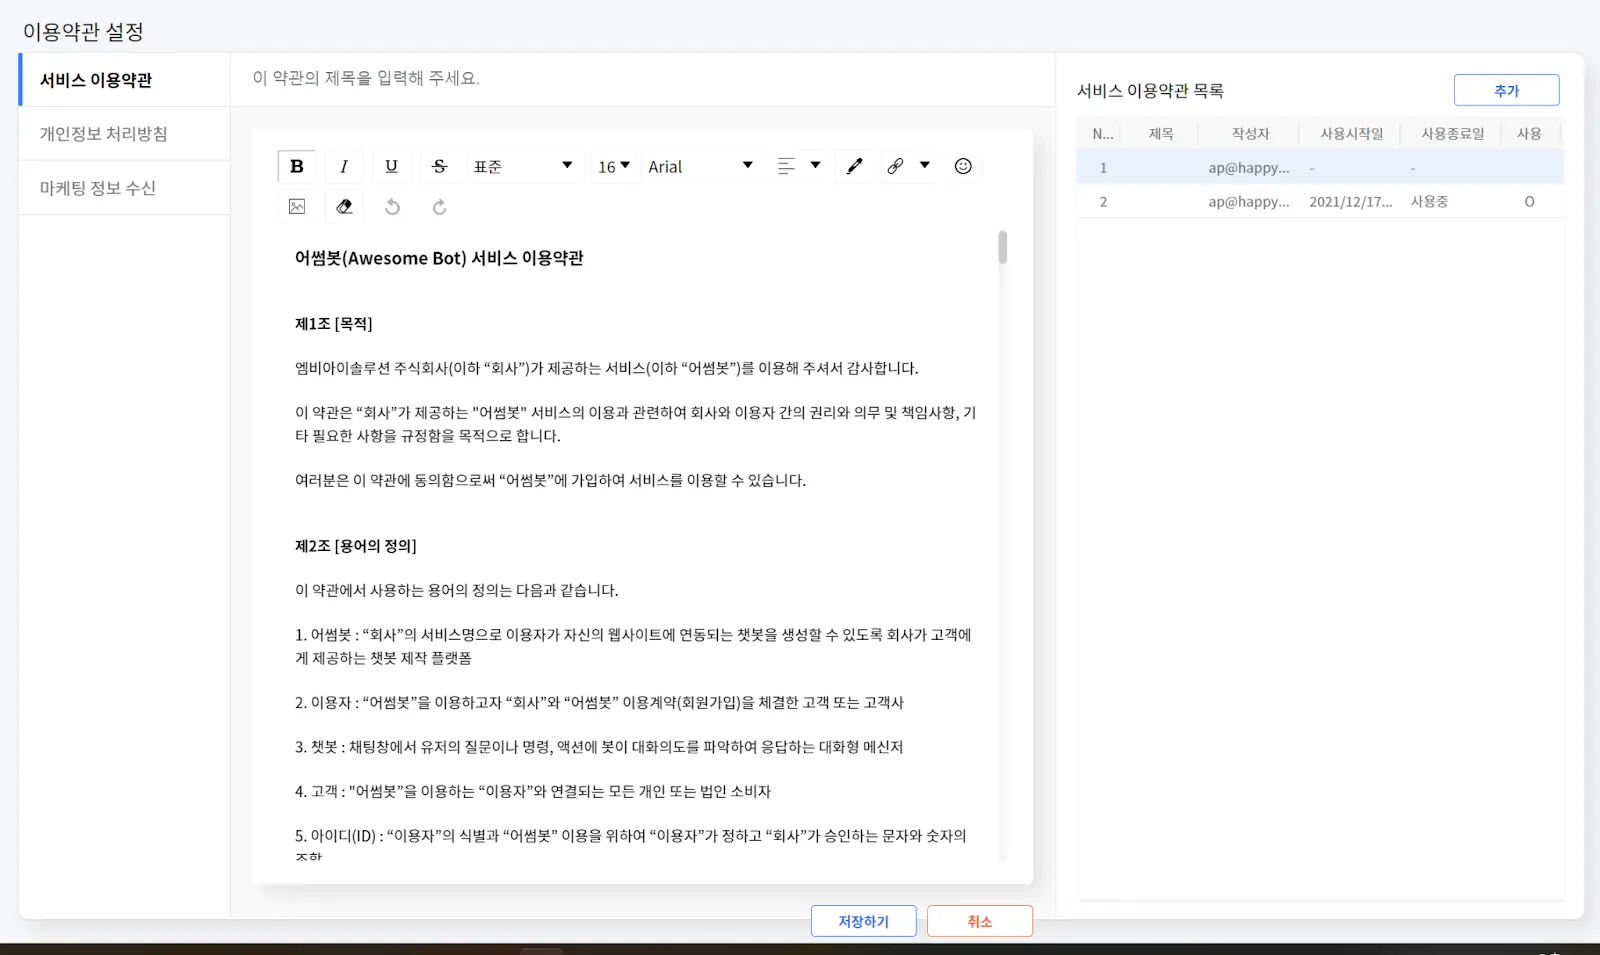 이용약관 설정
서비스 이용약관
개인정보 처리방침
마케팅 정보 수신
이 약관의 제목을 입력해 주세요.
B I U S 표준 16 Arial
어썸봇(Awesome Bot) 서비스 이용약관
제1조 [목적]
엠비아이솔루션 주식회사(이하 “회사”)가 제공하는 서비스(이하 “어썸봇”)를 이용해 주셔서 감사합니다.
이 약관은 “회사”가 제공하는 "어썸봇" 서비스의 이용과 관련하여 회사와 이용자 간의 권리와 의무 및 책임사항, 기
타 필요한 사항을 규정함을 목적으로 합니다.
여러분은 이 약관에 동의함으로써 “어썸봇”에 가입하여 서비스를 이용할 수 있습니다.
제2조 [용어의 정의]
이 약관에서 사용하는 용어의 정의는 다음과 같습니다.
1. 어썸봇 : “회사”의 서비스명으로 이용자가 자신의 웹사이트에 연동되는 챗봇을 생성할 수 있도록 회사가 고객에
게 제공하는 챗봇 제작 플랫폼
2. 이용자 : “어썸봇”을 이용하고자 “회사”와 “어썸봇” 이용계약(회원가입)을 체결한 고객 또는 고객사
3. 챗봇 : 채팅창에서 유저의 질문이나 명령, 액션에 봇이 대화의도를 파악하여 응답하는 대화형 메신저
4. 고객 : "어썸봇”을 이용하는 “이용자”와 연결되는 모든 개인 또는 법인 소비자
5. 아이디(ID) : “이용자”의 식별과 “어썸봇” 이용을 위하여 “이용자”가 정하고 “회사”가 승인하는 문자와 숫자의
조합
저장하기 취소
서비스 이용약관 목록 추가
N... 제목 작성자 사용시작일 사용종료일 사용
1 ap@happy... - -
2 ap@happy... 2021/12/17... 사용중 O